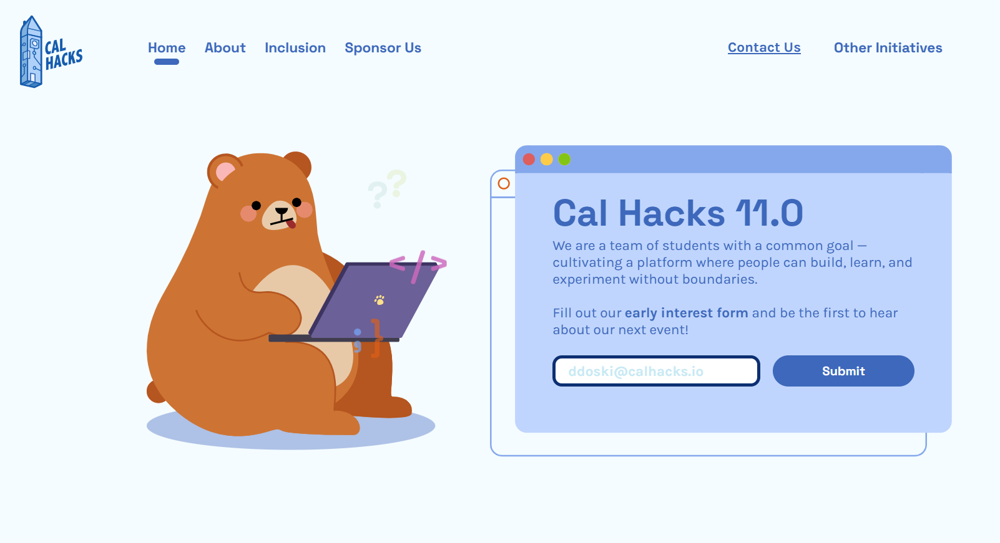 CAL
HACKS
Home About Inclusion Sponsor Us Contact Us Other Initiatives
? ?
</>
; }
Cal Hacks 11.0
We are a team of students with a common goal —
cultivating a platform where people can build, learn, and
experiment without boundaries.
Fill out our early interest form and be the first to hear
about our next event!
ddoski@calhacks.io Submit